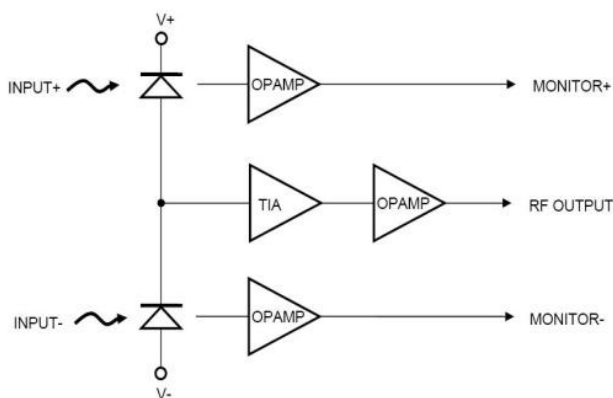 V+
INPUT+
OPAMP
MONITOR+
TIA
OPAMP
RF OUTPUT
INPUT-
OPAMP
MONITOR-
V-